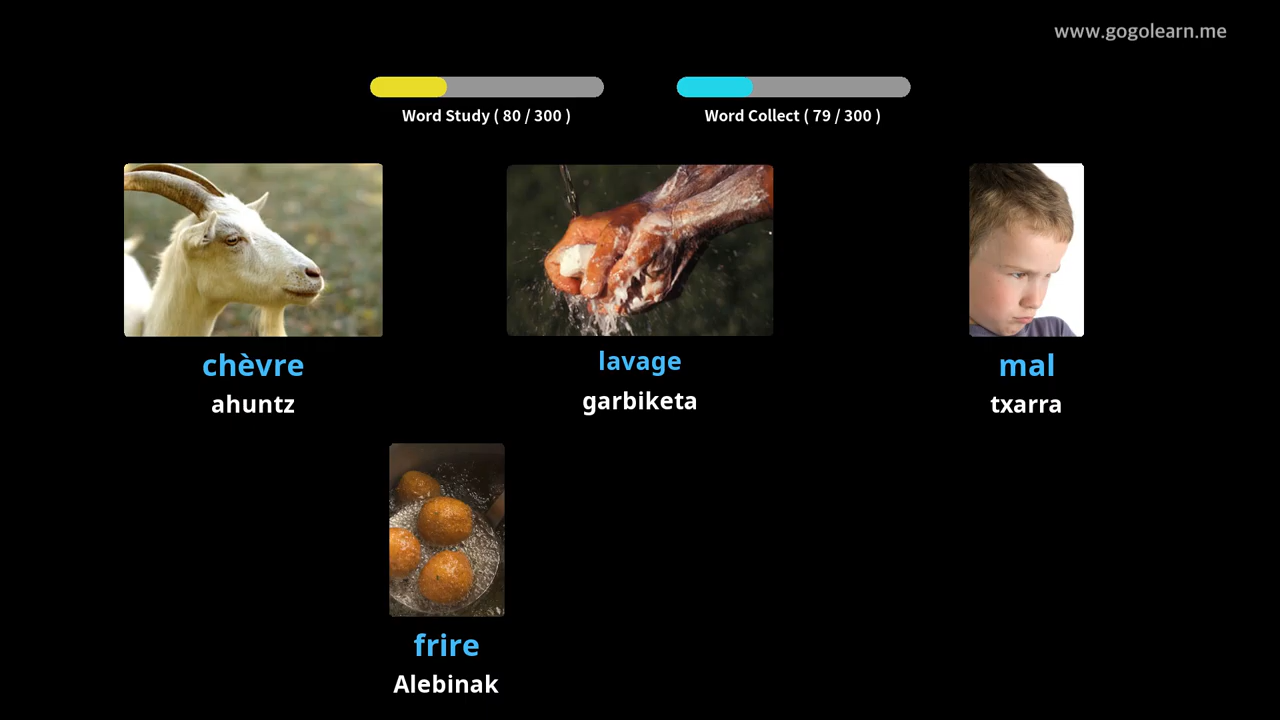 www.gogolearn.me
Word Study ( 80 / 300 )
Word Collect ( 79 / 300 )
chèvre
ahuntz
lavage
garbiketa
mal
txarra
frire
Alebinak